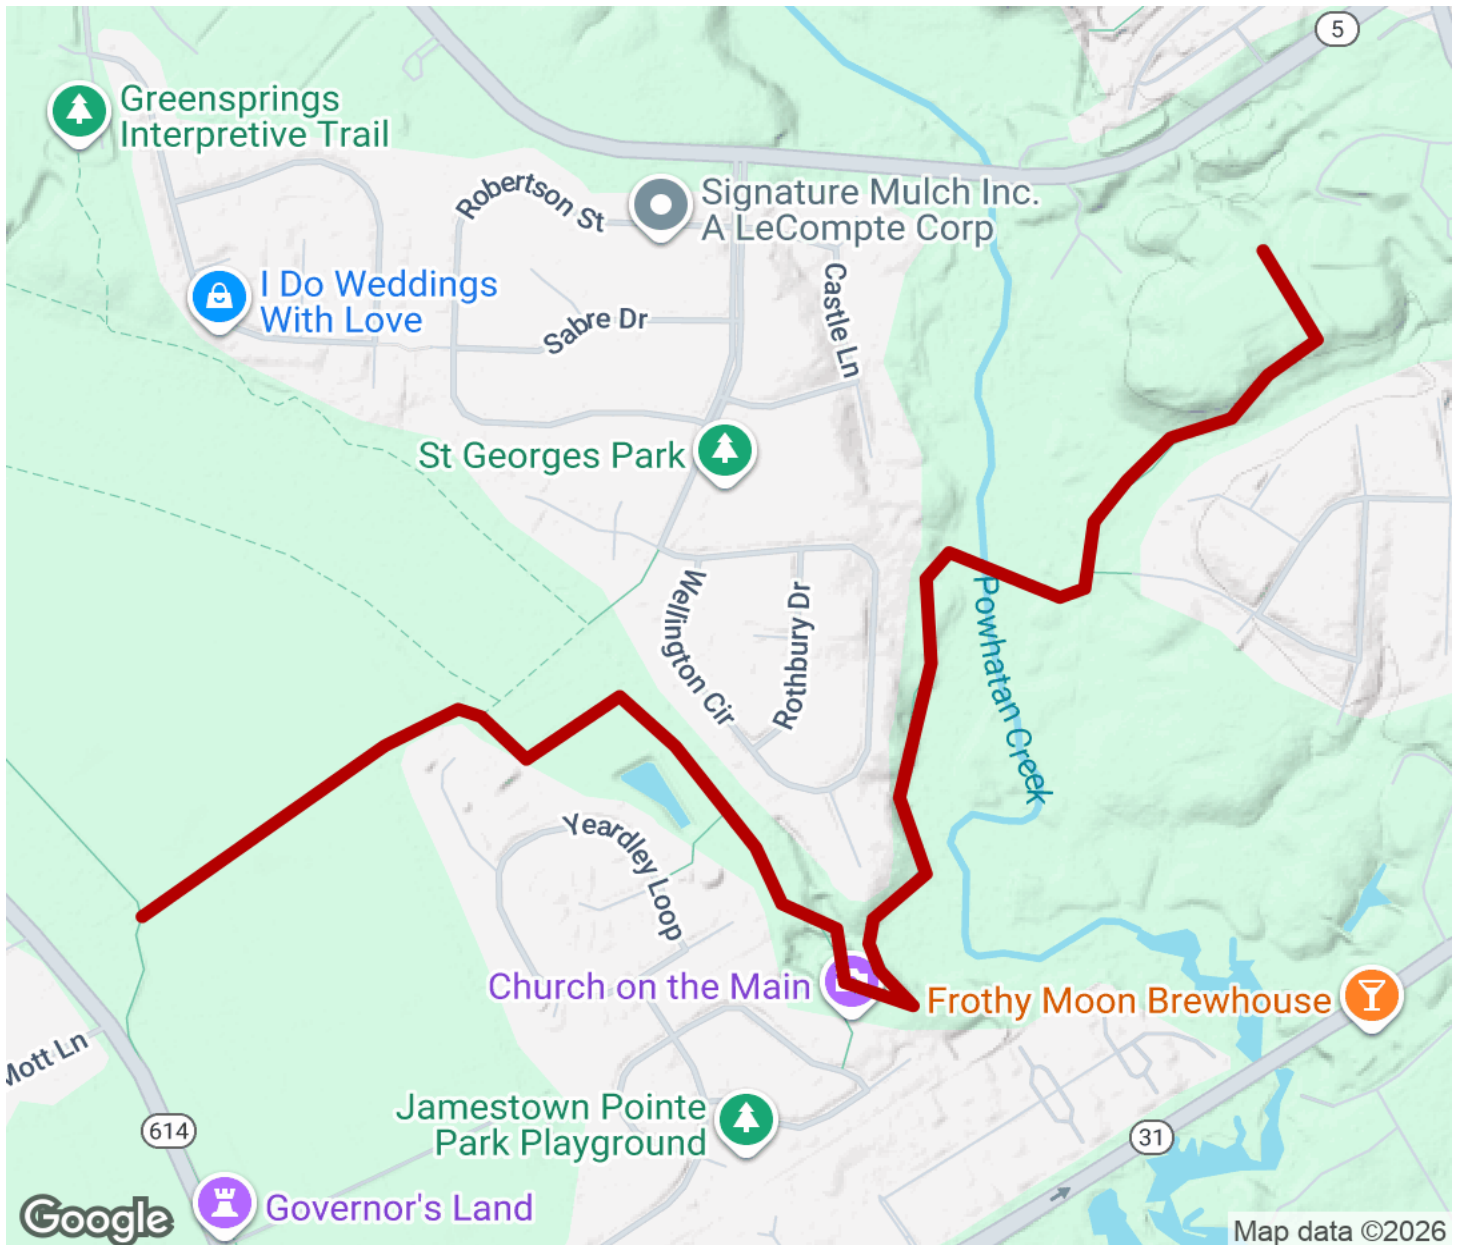 5
Greensprings
Interpretive Trail
Robertson St
Signature Mulch Inc.
A LeCompte Corp
I Do Weddings
With Love
Sabre Dr
Castle Ln
St Georges Park
Wellington Cir
Rothbury Dr
Powhatan Creek
Yeardley Loop
Church on the Main
Frothy Moon Brewhouse
Mott Ln
Jamestown Pointe
Park Playground
614
31
Governor's Land
Google
Map data ©2026